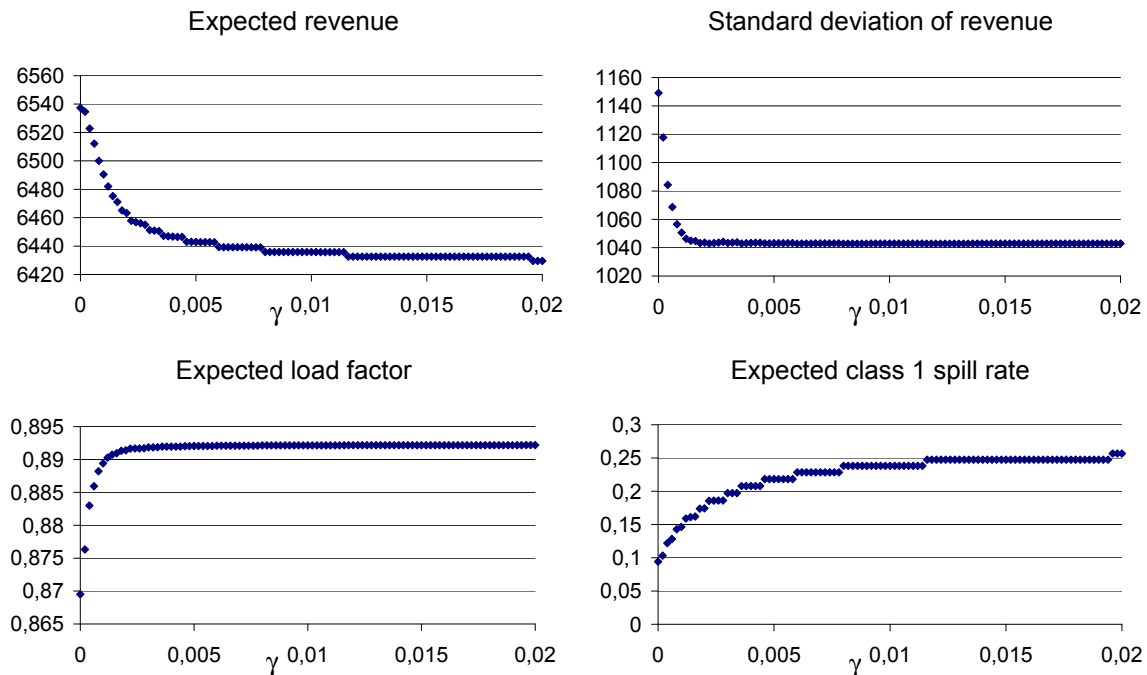 Expected revenue
6560
6540
6520
6500
6480
6460
6440
6420
0 0,005 0,01 0,015 0,02
γ
Standard deviation of revenue
1160
1140
1120
1100
1080
1060
1040
1020
0 0,005 0,01 0,015 0,02
γ
Expected load factor
0,895
0,89
0,885
0,88
0,875
0,87
0,865
0 0,005 0,01 0,015 0,02
γ
Expected class 1 spill rate
0,3
0,25
0,2
0,15
0,1
0,05
0
0 0,005 0,01 0,015 0,02
γ